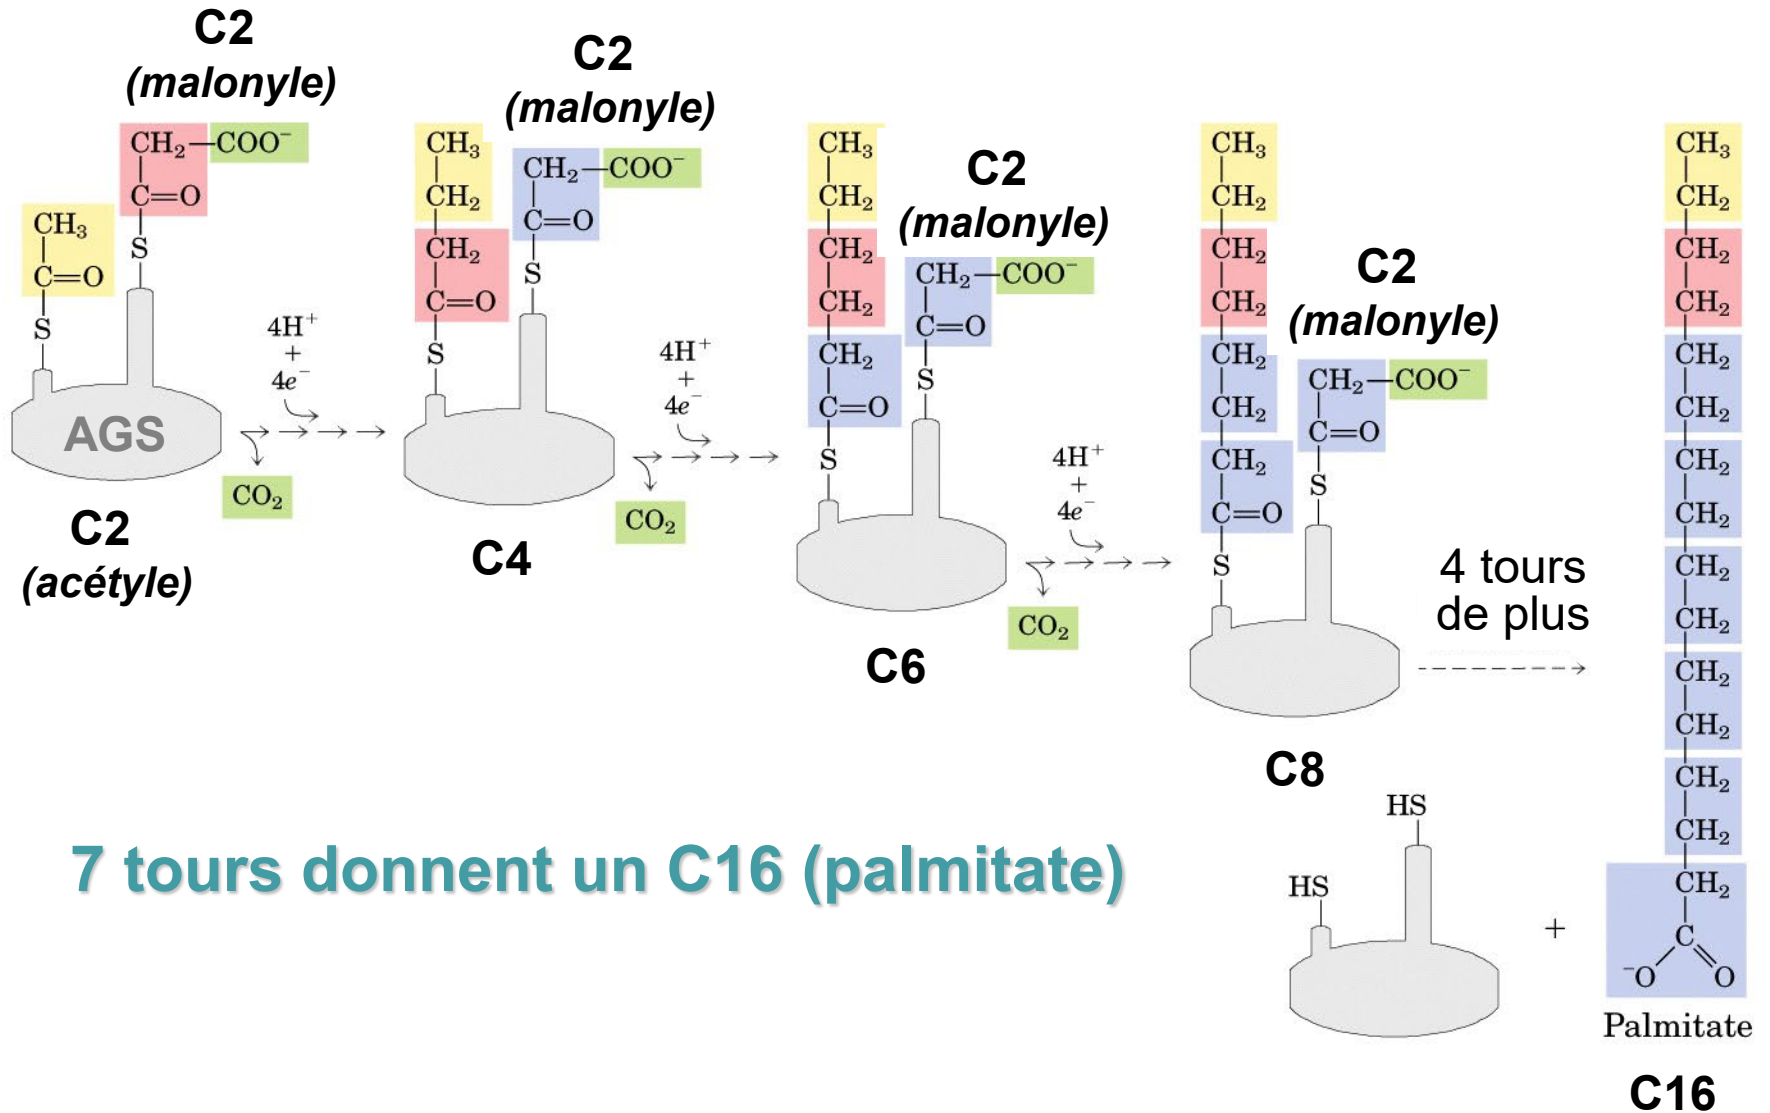 C2
(malonyle)
CH₂—COO⁻
C=O
S
CH₃
C=O
S
AGS
C2
(acétyle)
4H⁺
+
4e⁻
CO₂
C2
(malonyle)
CH₃
CH₂
CH₂
C=O
S
CH₂—COO⁻
C=O
S
C4
4H⁺
+
4e⁻
CO₂
C2
(malonyle)
CH₃
CH₂
CH₂
CH₂
CH₂
C=O
S
CH₂—COO⁻
C=O
S
C6
4H⁺
+
4e⁻
CO₂
C2
(malonyle)
CH₃
CH₂
CH₂
CH₂
CH₂
CH₂
CH₂
C=O
S
CH₂—COO⁻
C=O
S
C8
4 tours
de plus
CH₃
CH₂
CH₂
CH₂
CH₂
CH₂
CH₂
CH₂
CH₂
CH₂
CH₂
CH₂
CH₂
CH₂
CH₂
C
⁻O
O
Palmitate
C16
HS
HS
+
7 tours donnent un C16 (palmitate)